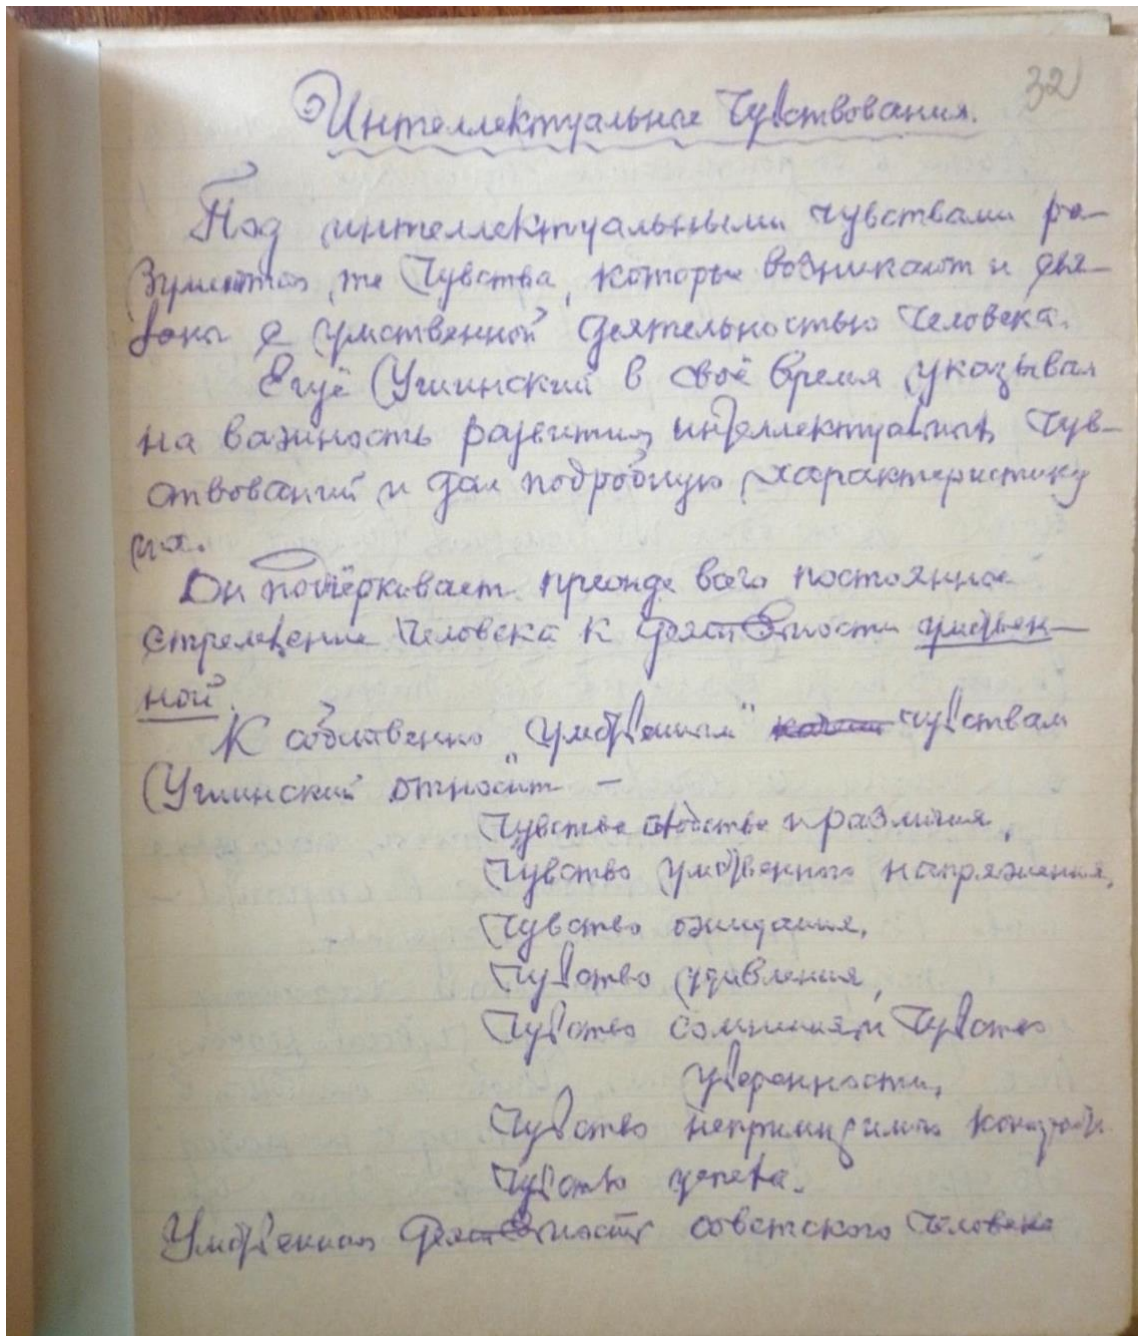 32
Интеллектуальные чувствования.
Под интеллектуальными чувствами ра-
зумеются те чувства, которые возникают и свя-
заны с умственной деятельностью человека.
Ещё Ушинский в своё время указывал
на важность развития интеллектуальных чув-
ствований и дал подробную характеристику
их.
Он подчёркивает прежде всего постоянное
стремление человека к деятельности умствен-
ной.
К собственно "умственным" чувствам
Ушинский относит –
Чувство сходства и различия,
Чувство умственного напряжения,
Чувство ожидания,
Чувство удивления,
Чувство сомнения и чувство
уверенности,
Чувство непримиримого контраста
Чувство успеха.
Умственная деятельность советского человека